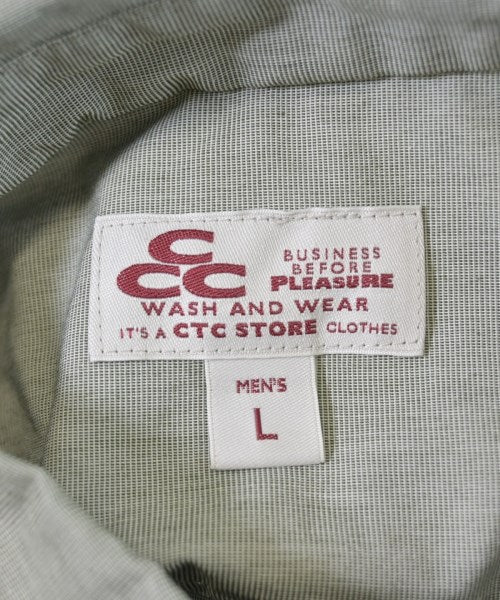 C
CCC
BUSINESS
BEFORE
PLEASURE
WASH AND WEAR
IT'S A CTC STORE CLOTHES
MEN'S
L